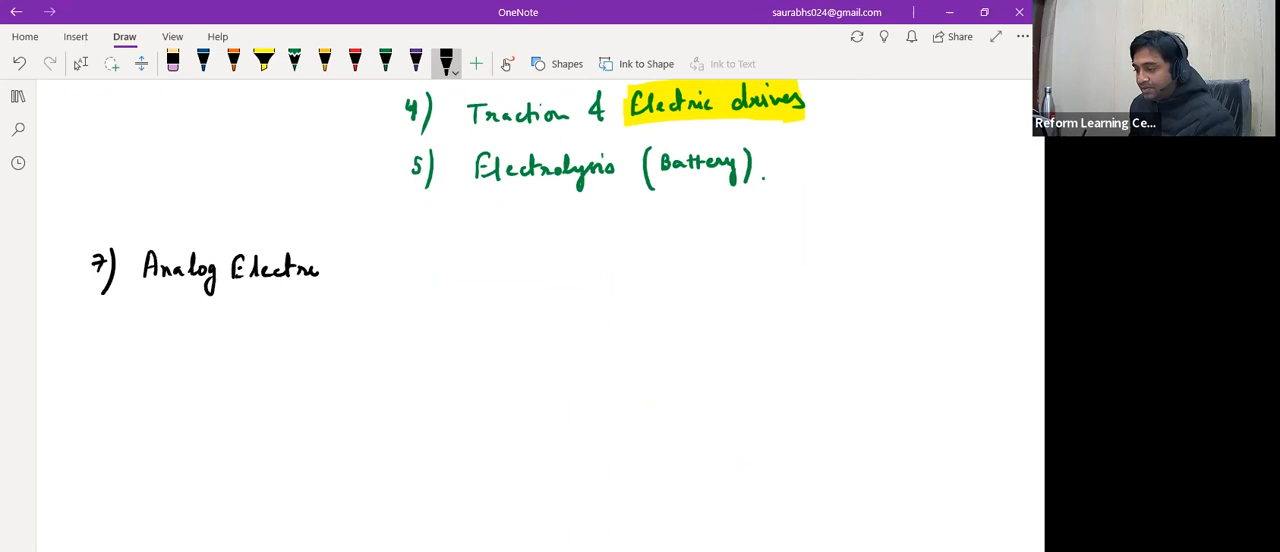 OneNote
saurabhs024@gmail.com
Home Insert Draw View Help
Share
Shapes Ink to Shape Ink to Text
4) Traction & Electric drives
5) Electrolysis (Battery).
7) Analog Electro
Reform Learning Ce...